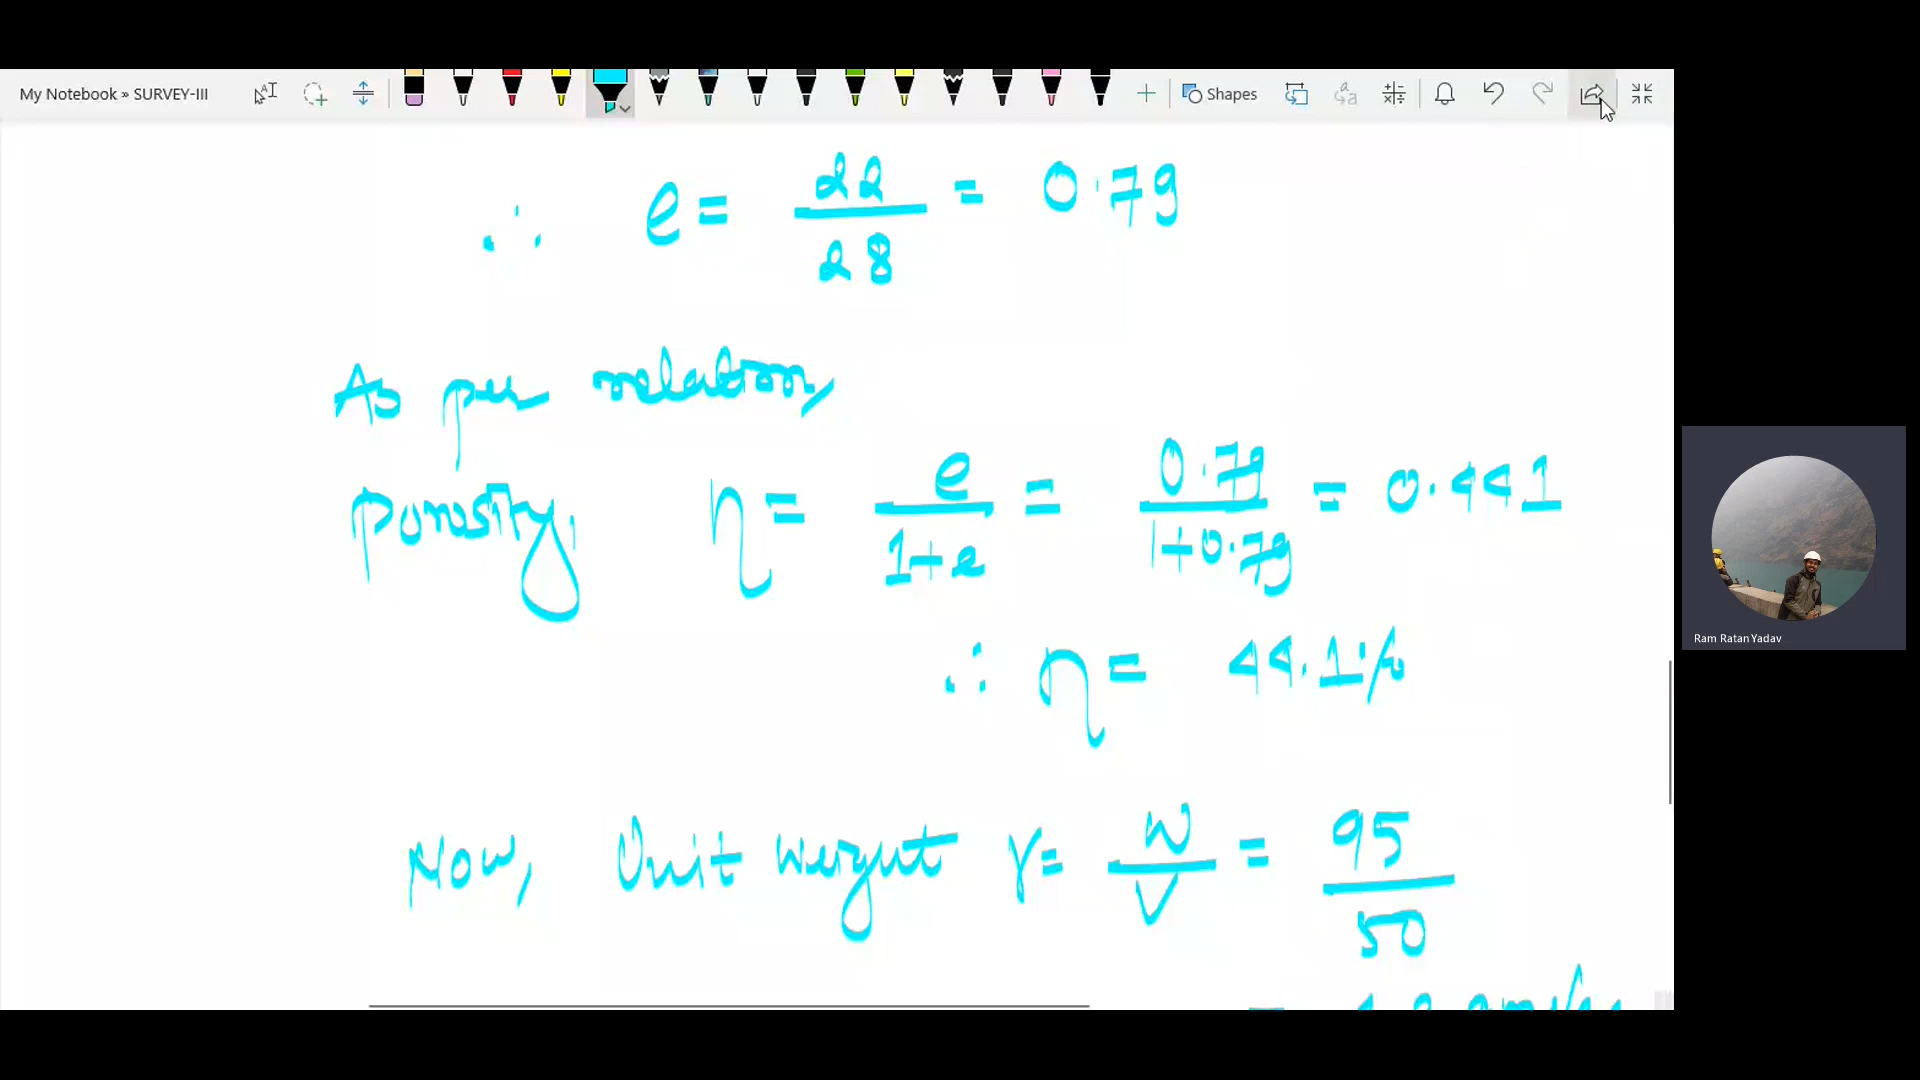 My Notebook » SURVEY-III
Shapes
∴ e = 22/28 = 0.79
As per relation,
Porosity, η = e/(1+e) = 0.79/(1+0.79) = 0.441
∴ η = 44.1%
Now, Unit weight γ = W/V = 95/50
Ram Ratan Yadav